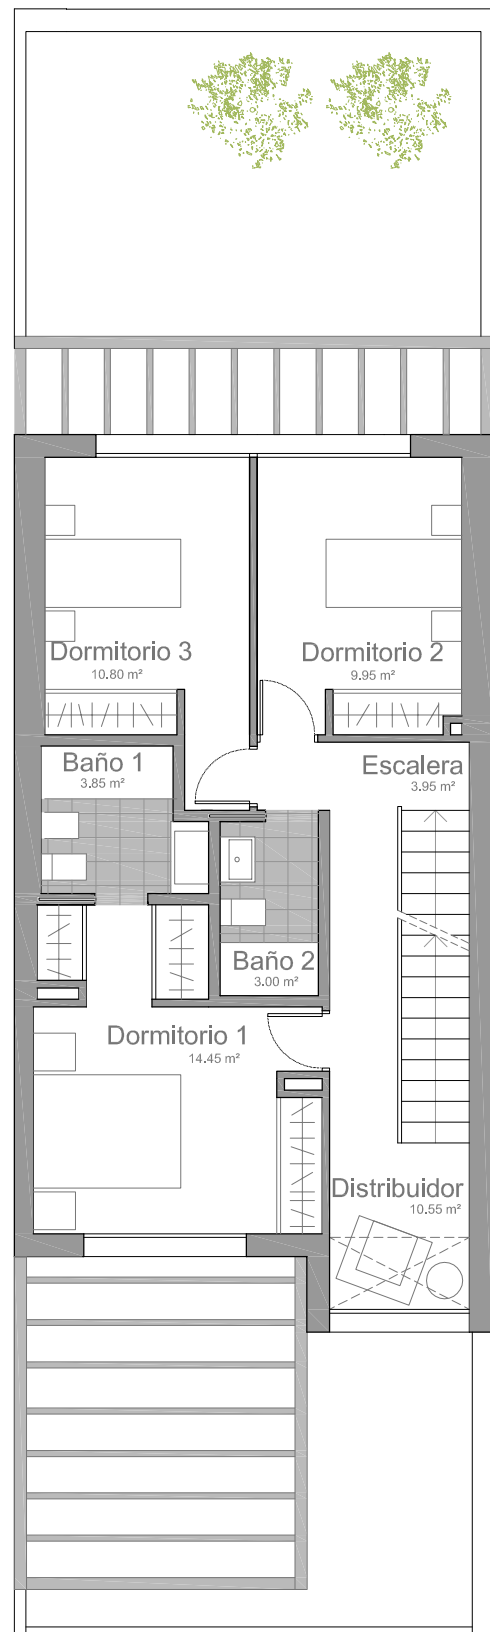 Dormitorio 3
10.80 m²
Dormitorio 2
9.95 m²
Baño 1
3.85 m²
Escalera
3.95 m²
Baño 2
3.00 m²
Dormitorio 1
14.45 m²
Distribuidor
10.55 m²